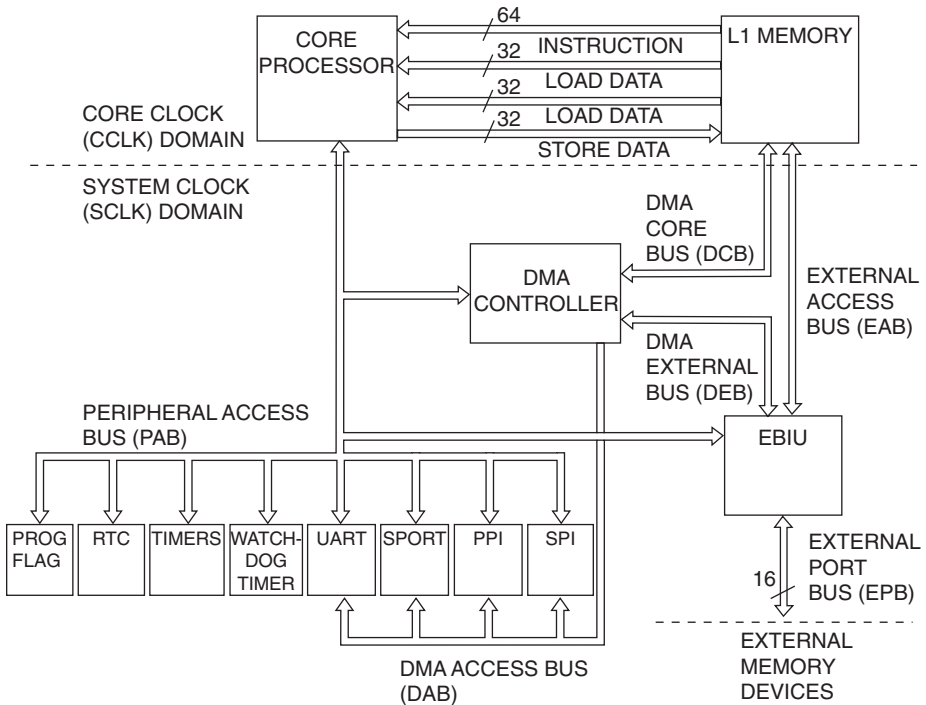 64
CORE
PROCESSOR
L1 MEMORY
INSTRUCTION
32
LOAD DATA
32
LOAD DATA
32
STORE DATA
CORE CLOCK
(CCLK) DOMAIN
SYSTEM CLOCK
(SCLK) DOMAIN
DMA
CORE
BUS (DCB)
DMA
CONTROLLER
EXTERNAL
ACCESS
BUS (EAB)
DMA
EXTERNAL
BUS (DEB)
PERIPHERAL ACCESS
BUS (PAB)
EBIU
PROG
FLAG
RTC
TIMERS
WATCH-
DOG
TIMER
UART
SPORT
PPI
SPI
EXTERNAL
PORT
BUS (EPB)
16
DMA ACCESS BUS
(DAB)
EXTERNAL
MEMORY
DEVICES